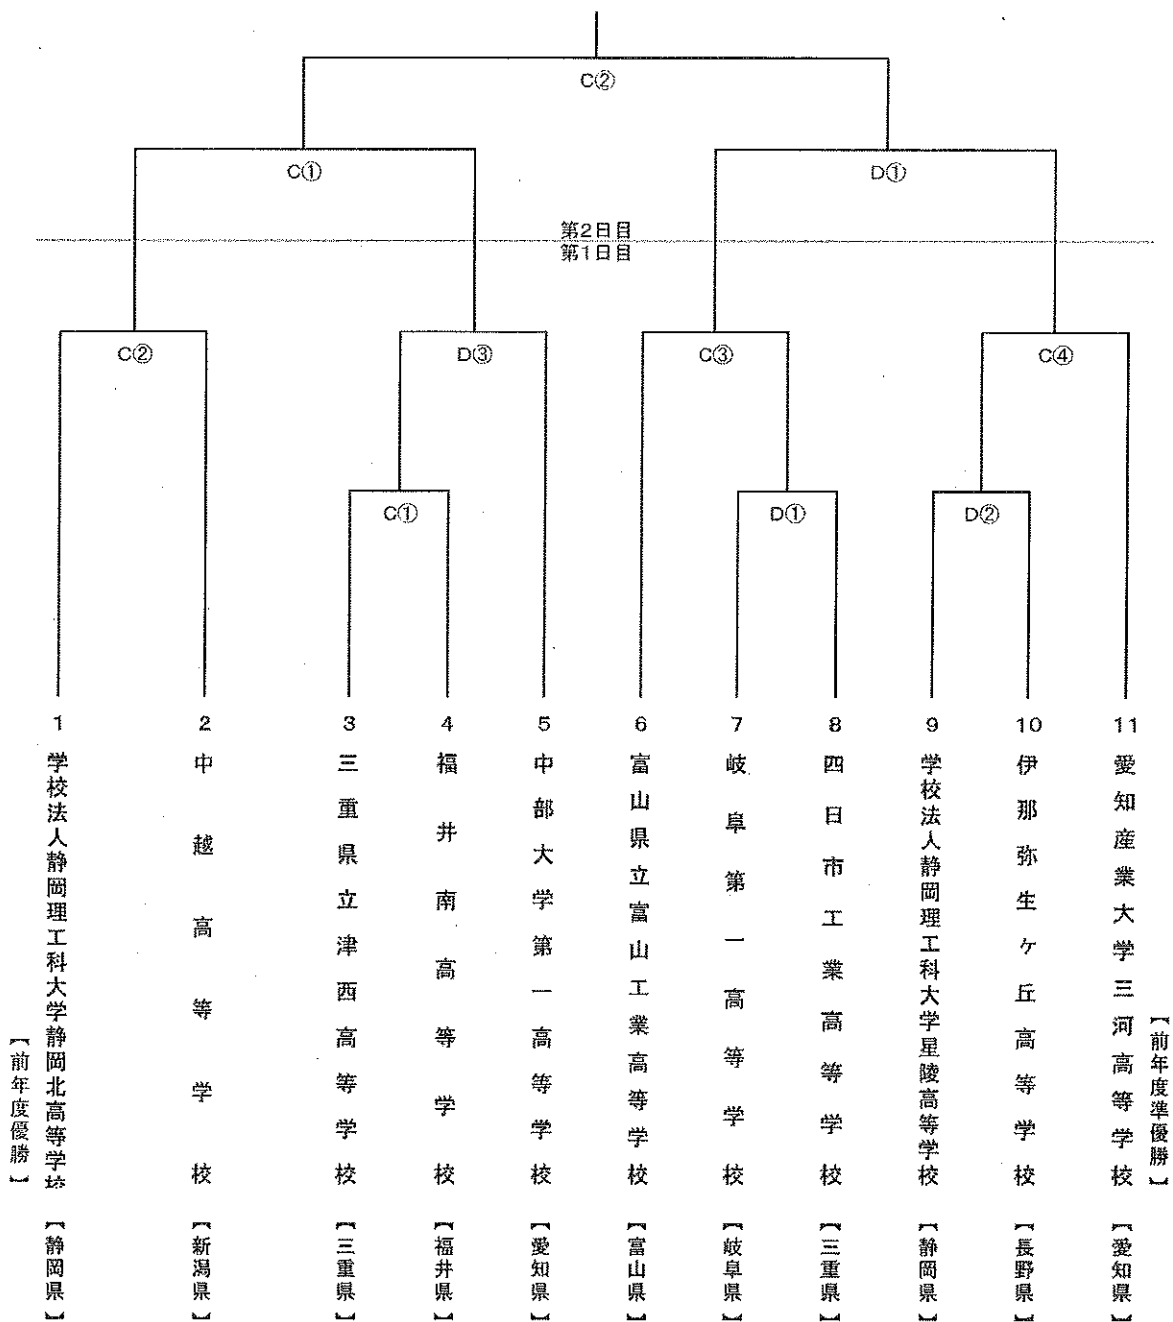 C②
C① D①
第2日目
第1日目
C② D③ C③ C④
C① D① D②
1 2 3 4 5 6 7 8 9 10 11
学校法人静岡理工科大学静岡北高等学校
【前年度優勝】
【静岡県】
中越高等学校
【新潟県】
三重県立津西高等学校
【三重県】
福井南高等学校
【福井県】
中部大学第一高等学校
【愛知県】
富山県立富山工業高等学校
【富山県】
岐阜第一高等学校
【岐阜県】
四日市工業高等学校
【三重県】
学校法人静岡理工科大学星陵高等学校
【静岡県】
伊那弥生ケ丘高等学校
【長野県】
愛知産業大学三河高等学校
【前年度準優勝】
【愛知県】